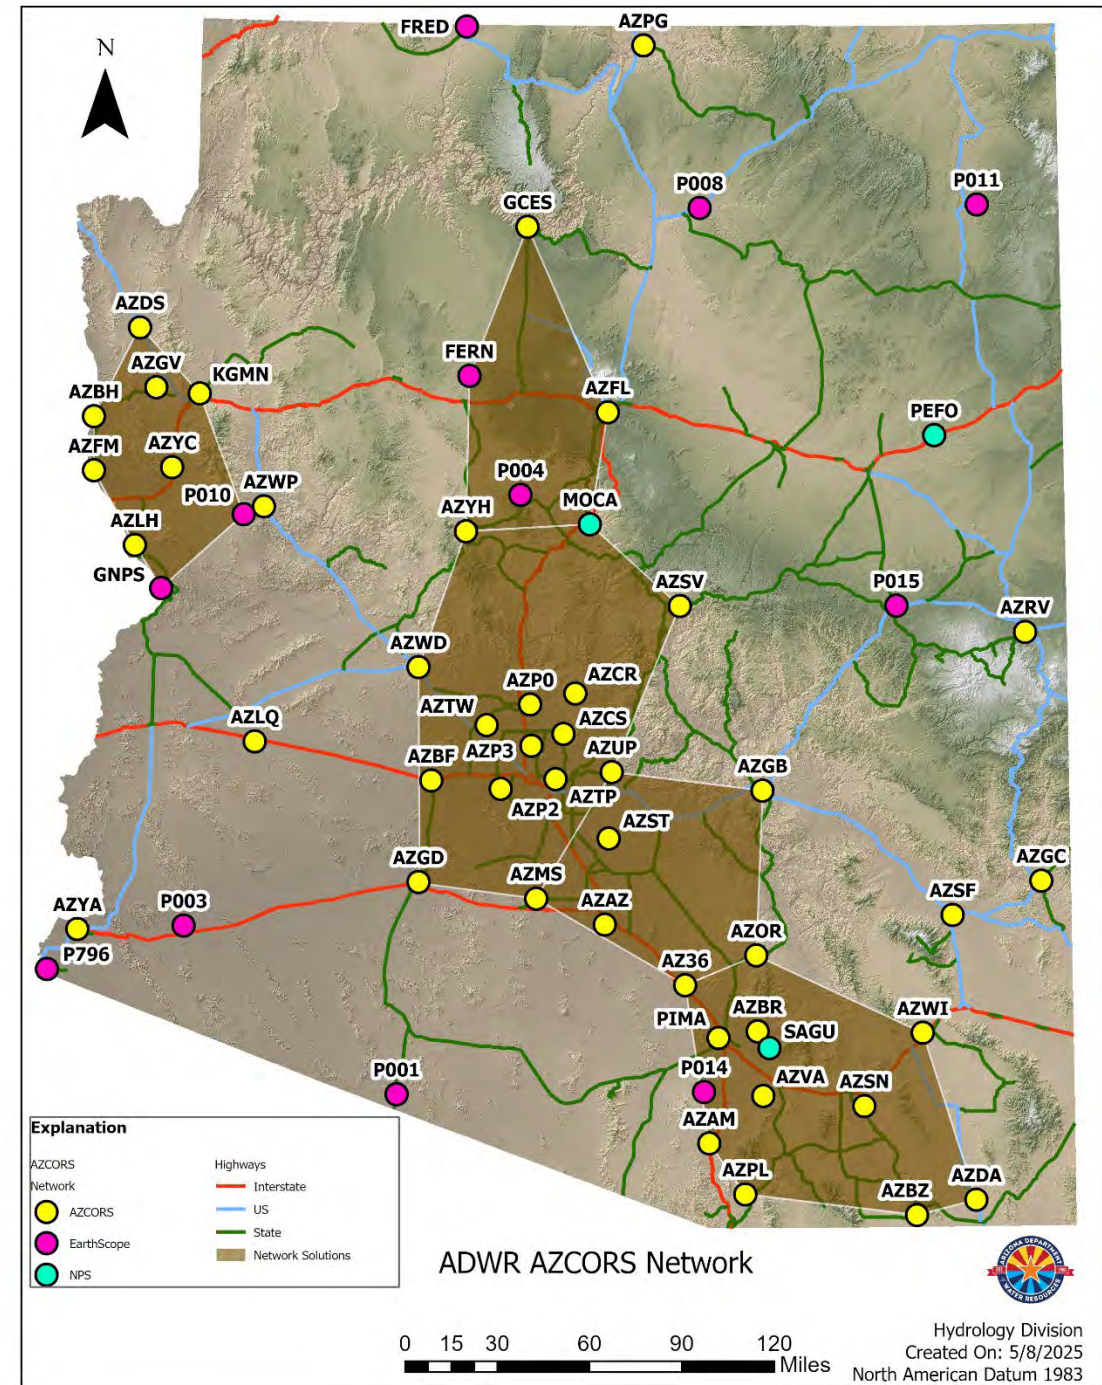 FRED
AZPG
N
P008
P011
GCES
AZDS
FERN
AZGV
KGMN
AZBH
AZFL
PEFO
AZFM
AZYC
P004
AZWP
P010
MOCA
AZYH
AZLH
GNPS
AZSV
P015
AZRV
AZWD
AZCR
AZP0
AZTW
AZCS
AZLQ
AZP3
AZBF
AZUP
AZGB
AZTP
AZP2
AZST
AZGD
AZMS
AZGC
AZSF
AZYA
P003
AZAZ
AZOR
P796
AZ36
AZBR
AZWI
PIMA
SAGU
P001
P014
AZVA
AZSN
AZAM
AZPL
AZDA
AZBZ
Explanation
AZCORS
Network
AZCORS
EarthScope
NPS
Highways
Interstate
US
State
Network Solutions
ADWR AZCORS Network
ARIZONA DEPARTMENT
WATER RESOURCES
0 15 30 60 90 120
Miles
Hydrology Division
Created On: 5/8/2025
North American Datum 1983